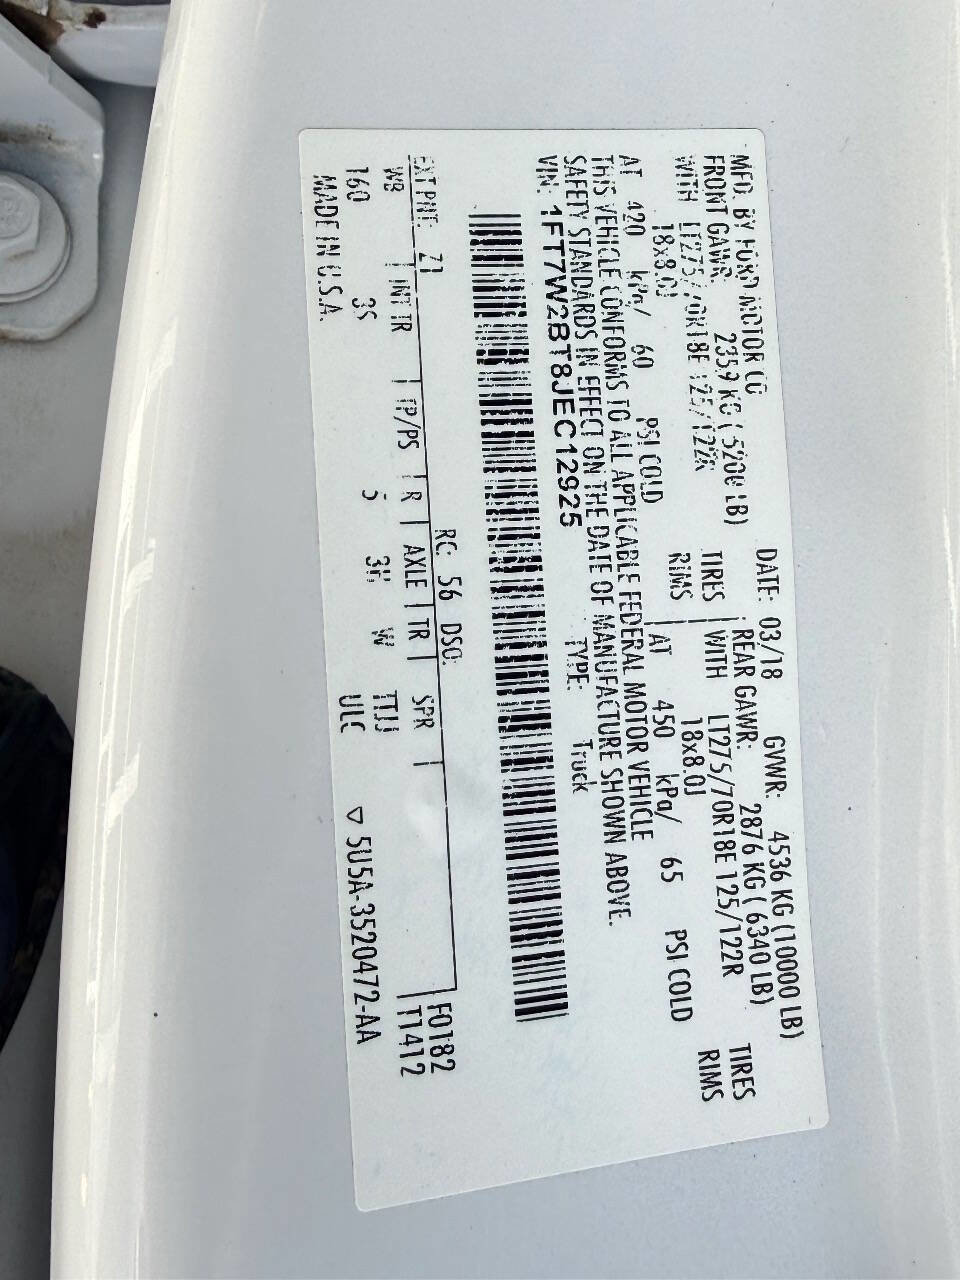 MFD. BY FORD MOTOR CO
DATE: 03/18 GVWR: 4536 KG (10000 LB)
FRONT GAWR: 2359 KG ( 5200 LB) REAR GAWR: 2876 KG ( 6340 LB)
WITH LT275/70R18E 125/122R TIRES WITH LT275/70R18E 125/122R TIRES
18x8.0J RIMS 18x8.0J RIMS
AT 420 kPa/ 60 PSI COLD AT 450 kPa/ 65 PSI COLD
THIS VEHICLE CONFORMS TO ALL APPLICABLE FEDERAL MOTOR VEHICLE
SAFETY STANDARDS IN EFFECT ON THE DATE OF MANUFACTURE SHOWN ABOVE.
VIN: 1FT7W2BT8JEC12925 TYPE: Truck
F0182
T1412
EXT PNT: Z1 RC: 56 DSO:
WB INT TR TP/PS R AXLE TR SPR
160 3S 5 3H W
ULC
MADE IN U.S.A. ▽ 5U5A-3520472-AA